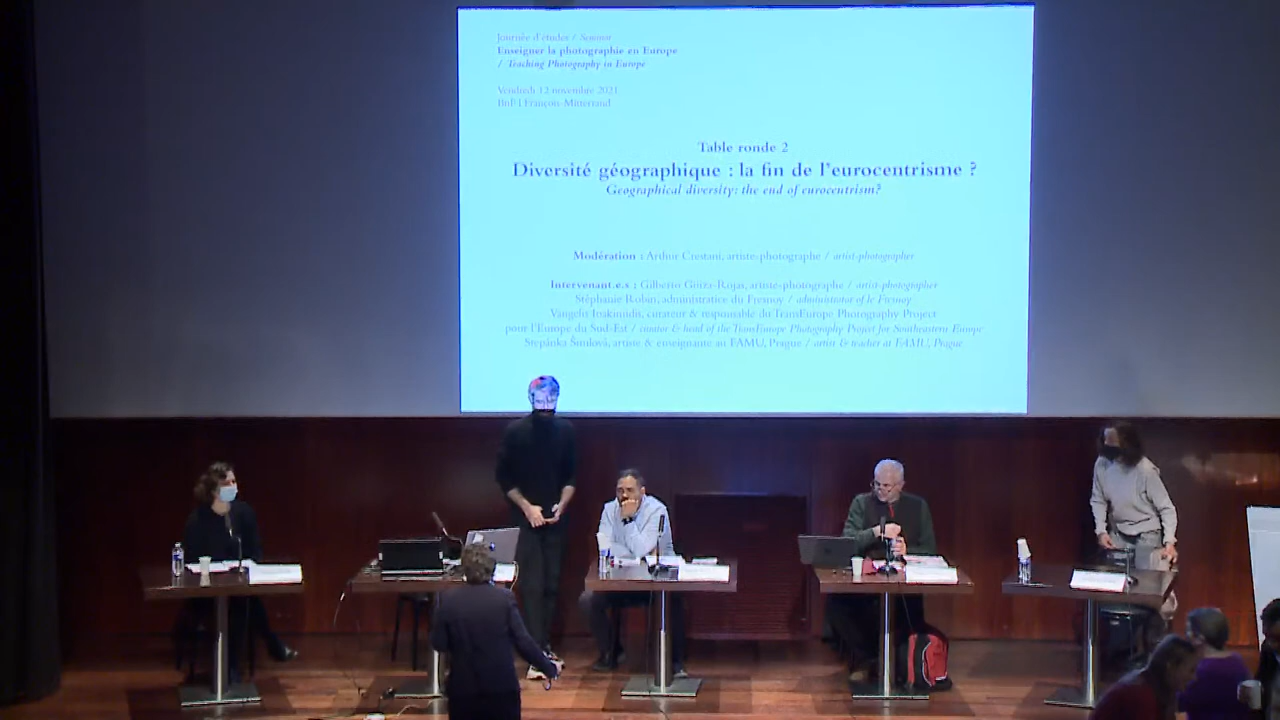 Journée d'études / Seminar
Enseigner la photographie en Europe
/ Teaching Photography in Europe
Vendredi 12 novembre 2021
BnF I François-Mitterrand
Table ronde 2
Diversité géographique : la fin de l'eurocentrisme ?
Geographical diversity: the end of eurocentrism?
Modération : Arthur Crestani, artiste-photographe / artist-photographer
Intervenant.e.s : Gilberto Güiza-Rojas, artiste-photographe / artist-photographer
Stéphanie Robin, administratrice du Fresnoy / administrator of le Fresnoy
Vangelis Ioakimidis, curateur & responsable du TransEurope Photography Project
pour l'Europe du Sud-Est / curator & head of the TransEurope Photography Project for Southeastern Europe
Stepánka Šimlová, artiste & enseignante au FAMU, Prague / artist & teacher at FAMU, Prague